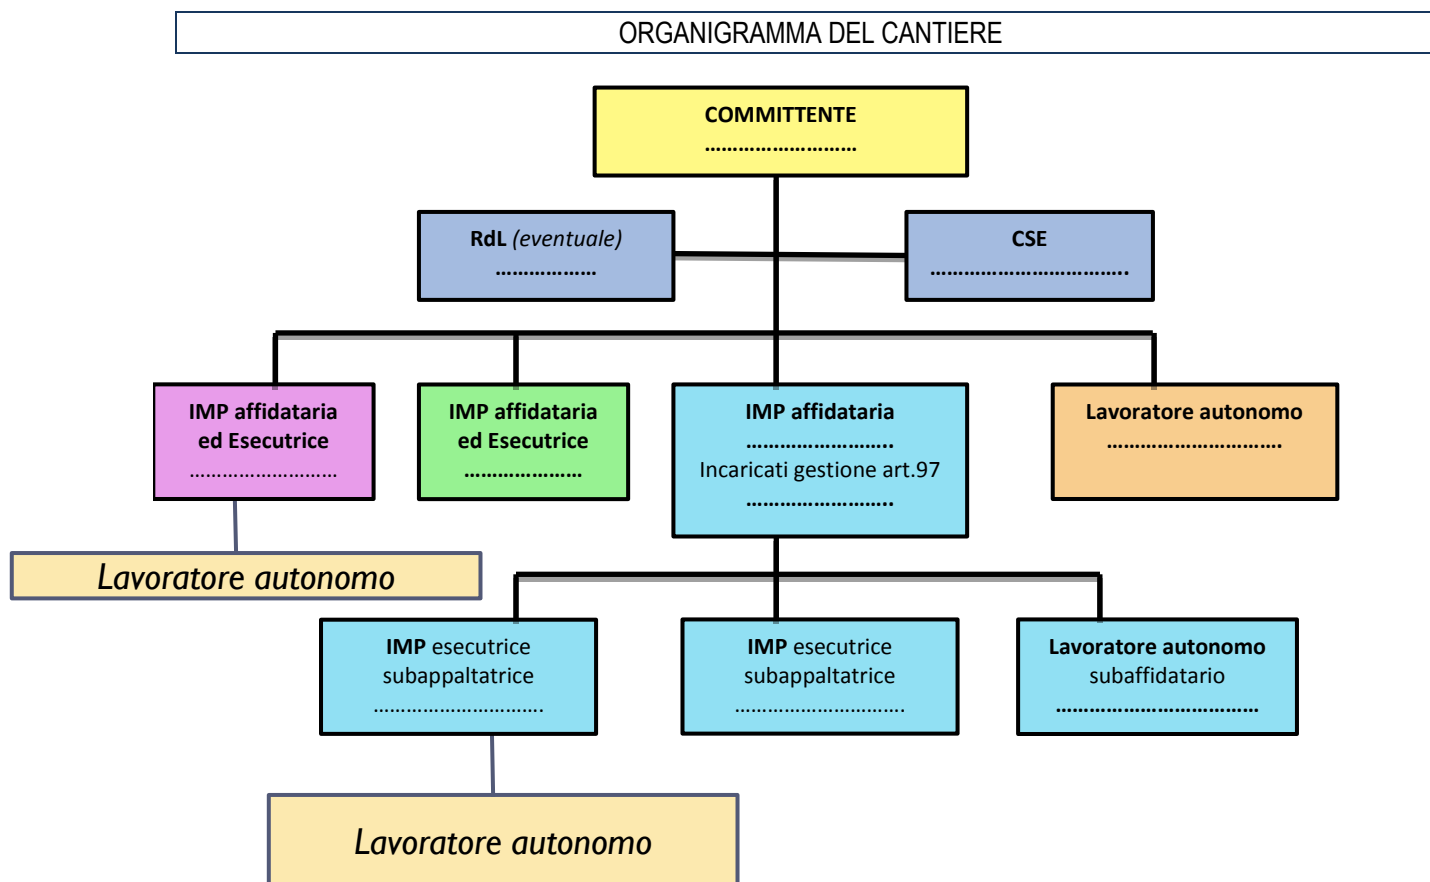 ORGANIGRAMMA DEL CANTIERE
COMMITTENTE
............................
RdL (eventuale)
..................
CSE
....................................
IMP affidataria
ed Esecutrice
...........................
IMP affidataria
ed Esecutrice
.....................
IMP affidataria
..........................
Incaricati gestione art.97
..........................
Lavoratore autonomo
...............................
Lavoratore autonomo
IMP esecutrice
subappaltatrice
...............................
IMP esecutrice
subappaltatrice
...............................
Lavoratore autonomo
subaffidatario
....................................
Lavoratore autonomo